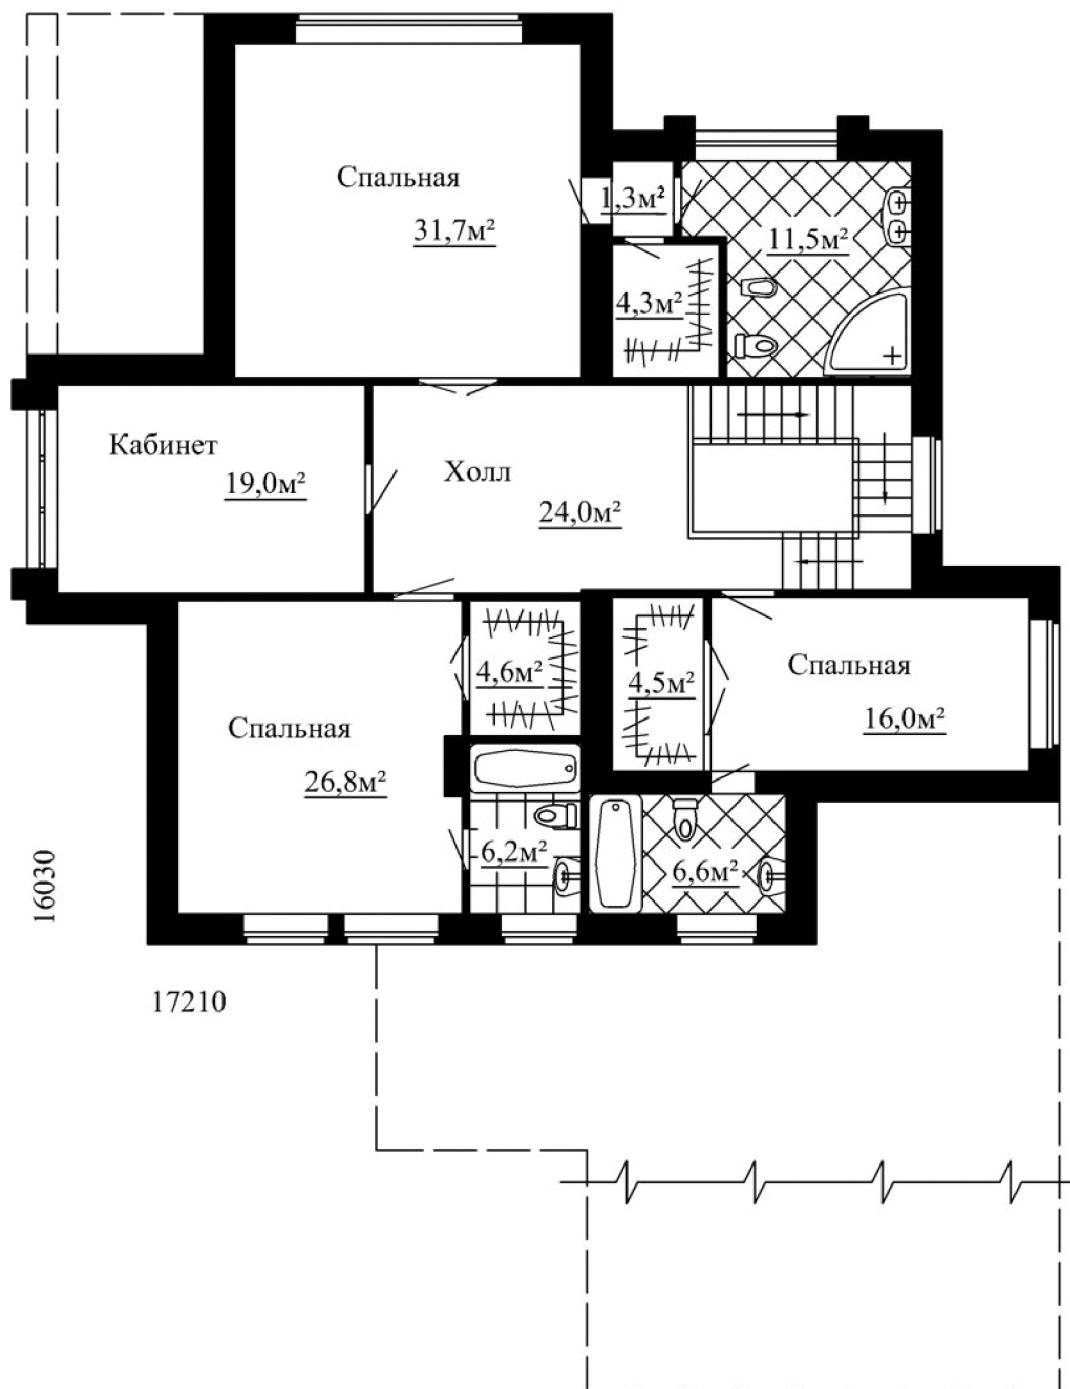 Спальная
31,7м²
1,3м²
11,5м²
4,3м²
Кабинет
19,0м²
Холл
24,0м²
Спальная
26,8м²
4,6м²
4,5м²
Спальная
16,0м²
6,2м²
6,6м²
16030
17210